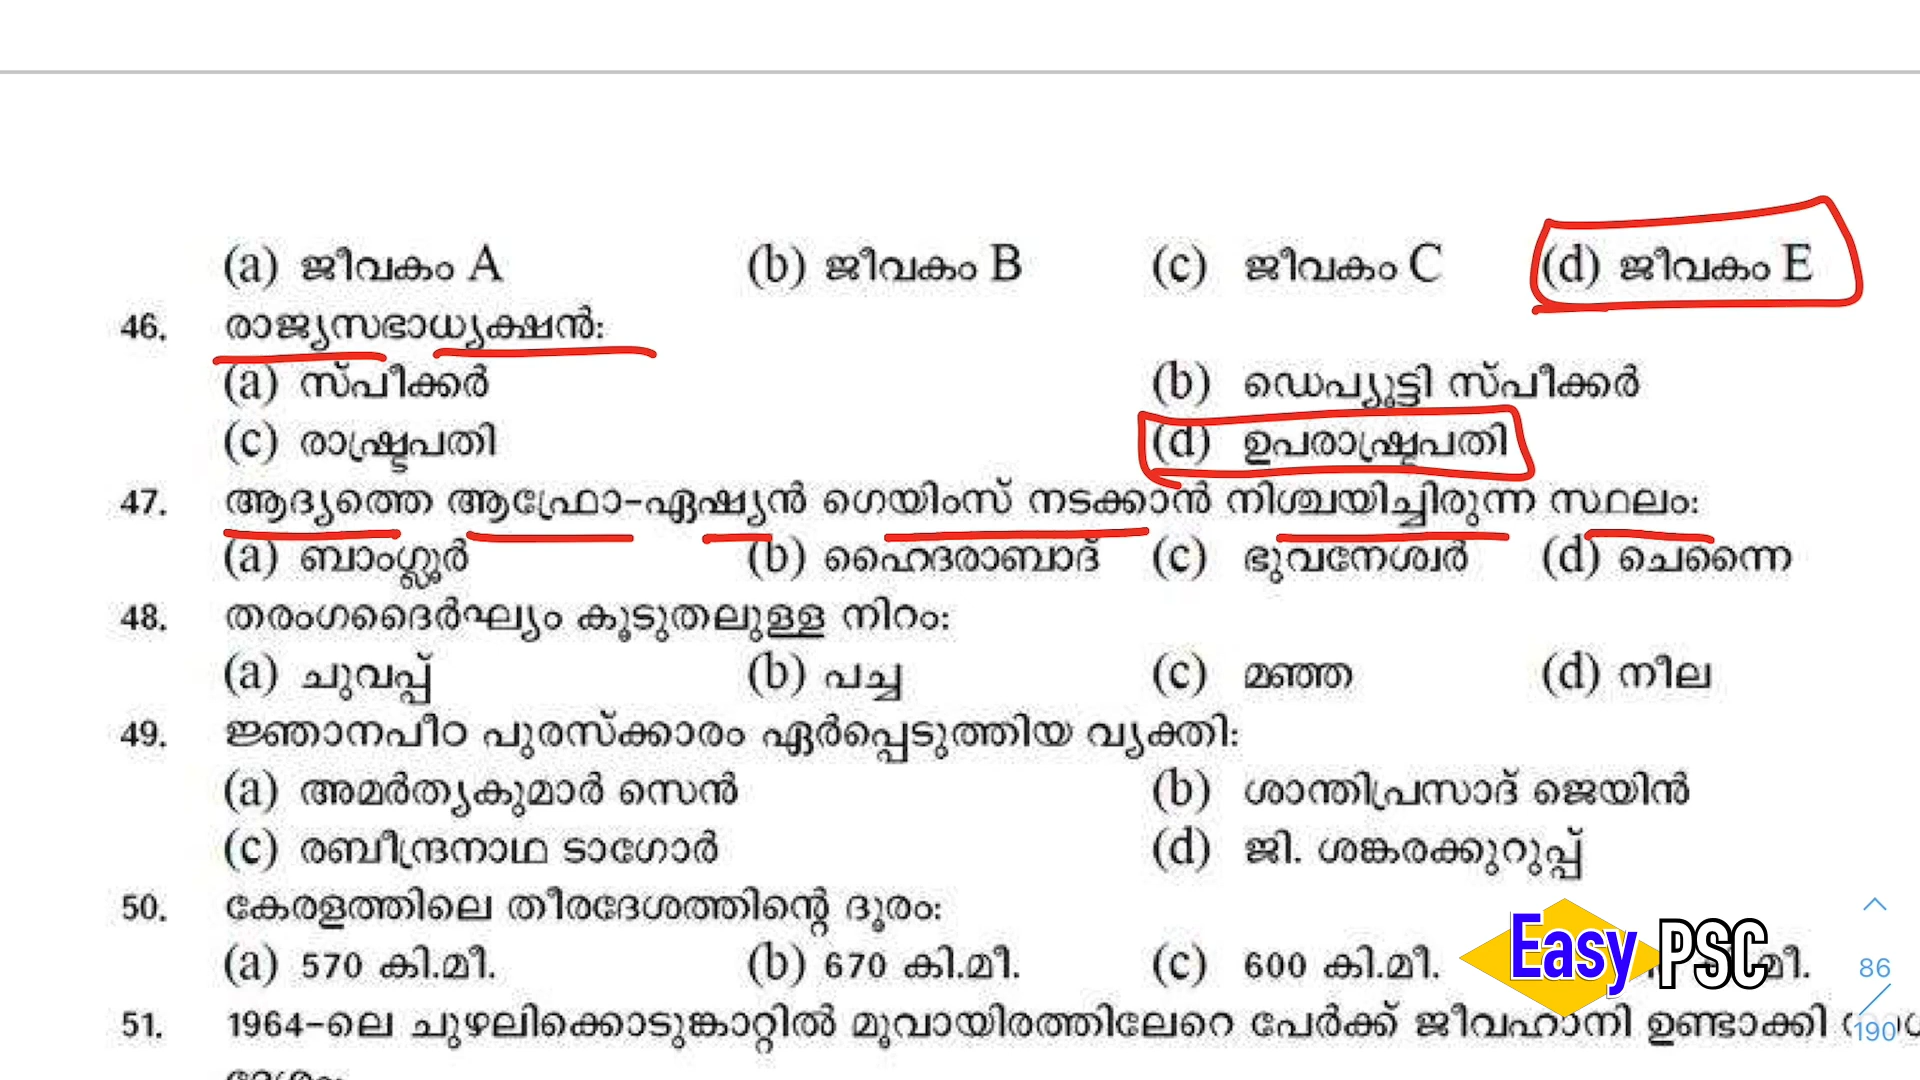 (a) ജീവകം A (b) ജീവകം B (c) ജീവകം C (d) ജീവകം E
46. രാജ്യസഭാധ്യക്ഷൻ:
(a) സ്പീക്കർ (b) ഡെപ്യൂട്ടി സ്പീക്കർ
(c) രാഷ്ട്രപതി (d) ഉപരാഷ്ട്രപതി
47. ആദ്യത്തെ ആഫ്രോ-ഏഷ്യൻ ഗെയിംസ് നടക്കാൻ നിശ്ചയിച്ചിരുന്ന സ്ഥലം:
(a) ബാംഗ്ലൂർ (b) ഹൈദരാബാദ് (c) ഭുവനേശ്വർ (d) ചെന്നൈ
48. തരംഗദൈർഘ്യം കൂടുതലുള്ള നിറം:
(a) ചുവപ്പ് (b) പച്ച (c) മഞ്ഞ (d) നീല
49. ജ്ഞാനപീഠ പുരസ്ക്കാരം ഏർപ്പെടുത്തിയ വ്യക്തി:
(a) അമർത്യകുമാർ സെൻ (b) ശാന്തിപ്രസാദ് ജെയിൻ
(c) രബീന്ദ്രനാഥ ടാഗോർ (d) ജി. ശങ്കരക്കുറുപ്പ്
50. കേരളത്തിലെ തീരദേശത്തിന്റെ ദൂരം:
(a) 570 കി.മീ. (b) 670 കി.മീ. (c) 600 കി.മീ.
Easy PSC
86
190
51. 1964-ലെ ചുഴലിക്കൊടുങ്കാറ്റിൽ മൂവായിരത്തിലേറെ പേർക്ക് ജീവഹാനി ഉണ്ടാക്കി